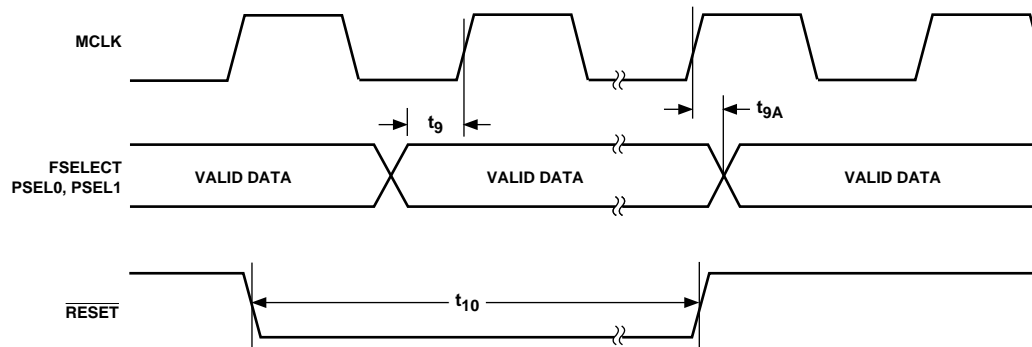 MCLK
t9
t9A
FSELECT
PSEL0, PSEL1
VALID DATA
VALID DATA
VALID DATA
RESET
t10